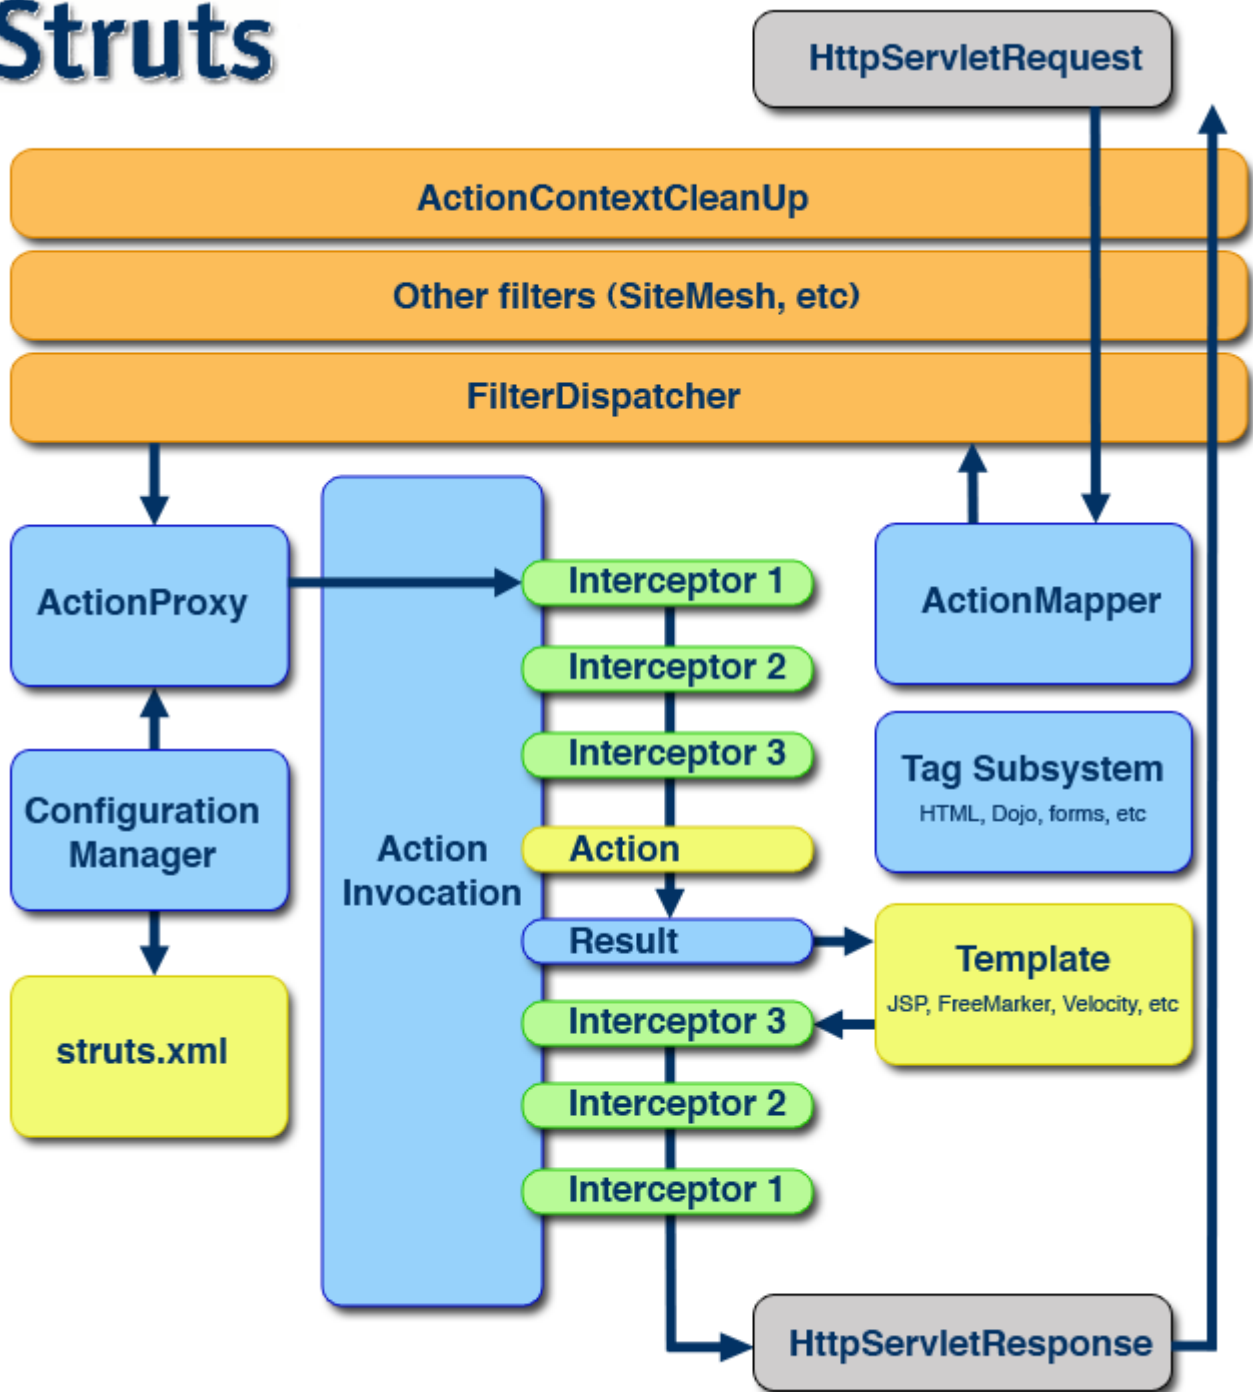 Struts
HttpServletRequest
ActionContextCleanUp
Other filters (SiteMesh, etc)
FilterDispatcher
ActionProxy
Interceptor 1
ActionMapper
Interceptor 2
Interceptor 3
Tag Subsystem
HTML, Dojo, forms, etc
Configuration
Manager
Action
Invocation
Action
Result
Template
JSP, FreeMarker, Velocity, etc
struts.xml
Interceptor 3
Interceptor 2
Interceptor 1
HttpServletResponse